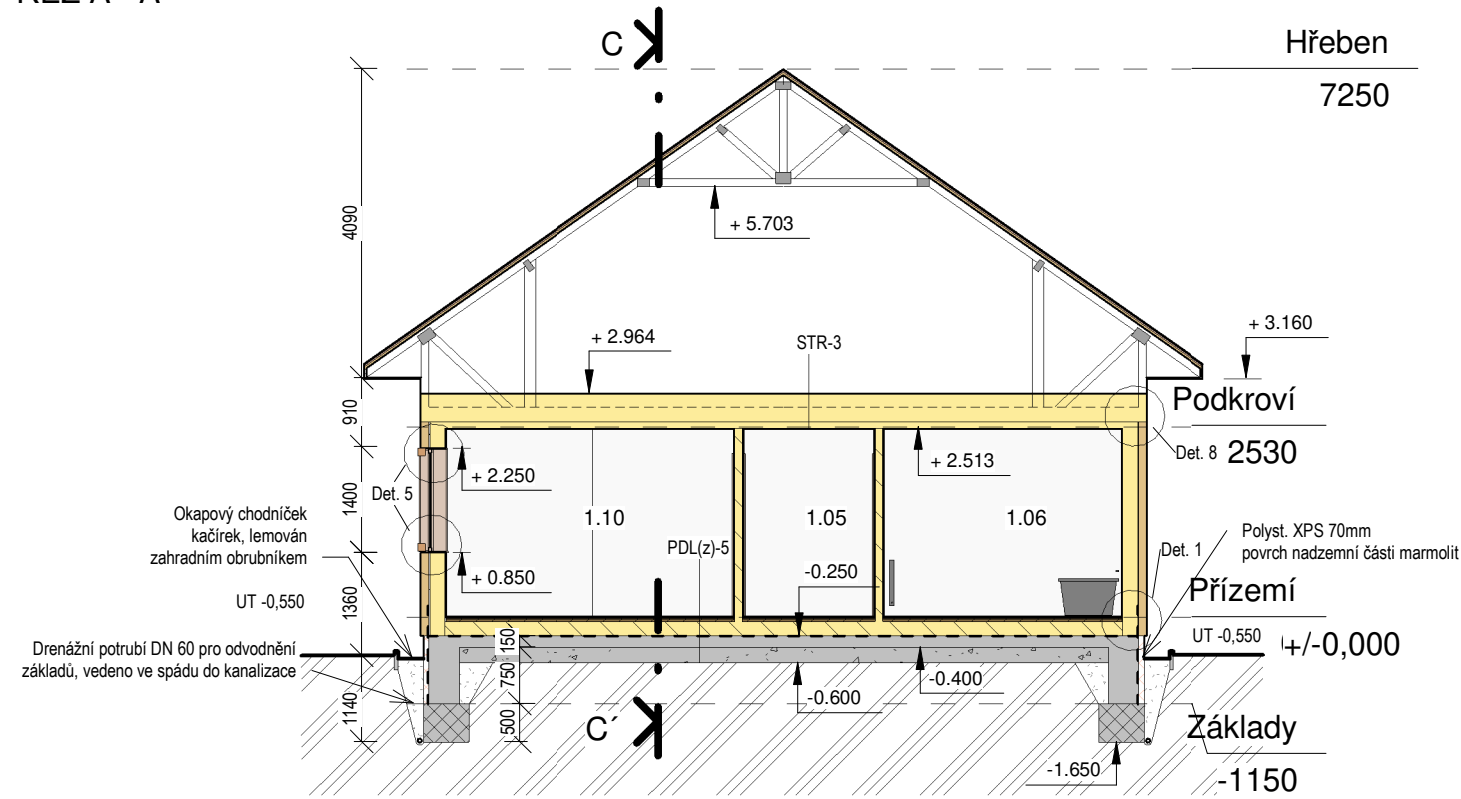 C
Hřeben
7250
4090
+ 5.703
+ 2.964
STR-3
+ 3.160
Podkroví
2530
910
Det. 8
+ 2.250
+ 2.513
Det. 5
1400
1.10
1.05
1.06
Okapový chodníček
kačírek, lemován
zahradním obrubníkem
Polyst. XPS 70mm
povrch nadzemní části marmolit
PDL(z)-5
Det. 1
+ 0.850
-0.250
Přízemí
1360
UT -0,550
UT -0,550
+/-0,000
Drenážní potrubí DN 60 pro odvodnění
základů, vedeno ve spádu do kanalizace
150
750
500
1140
-0.400
-0.600
C´
Základy
-1.650
-1150